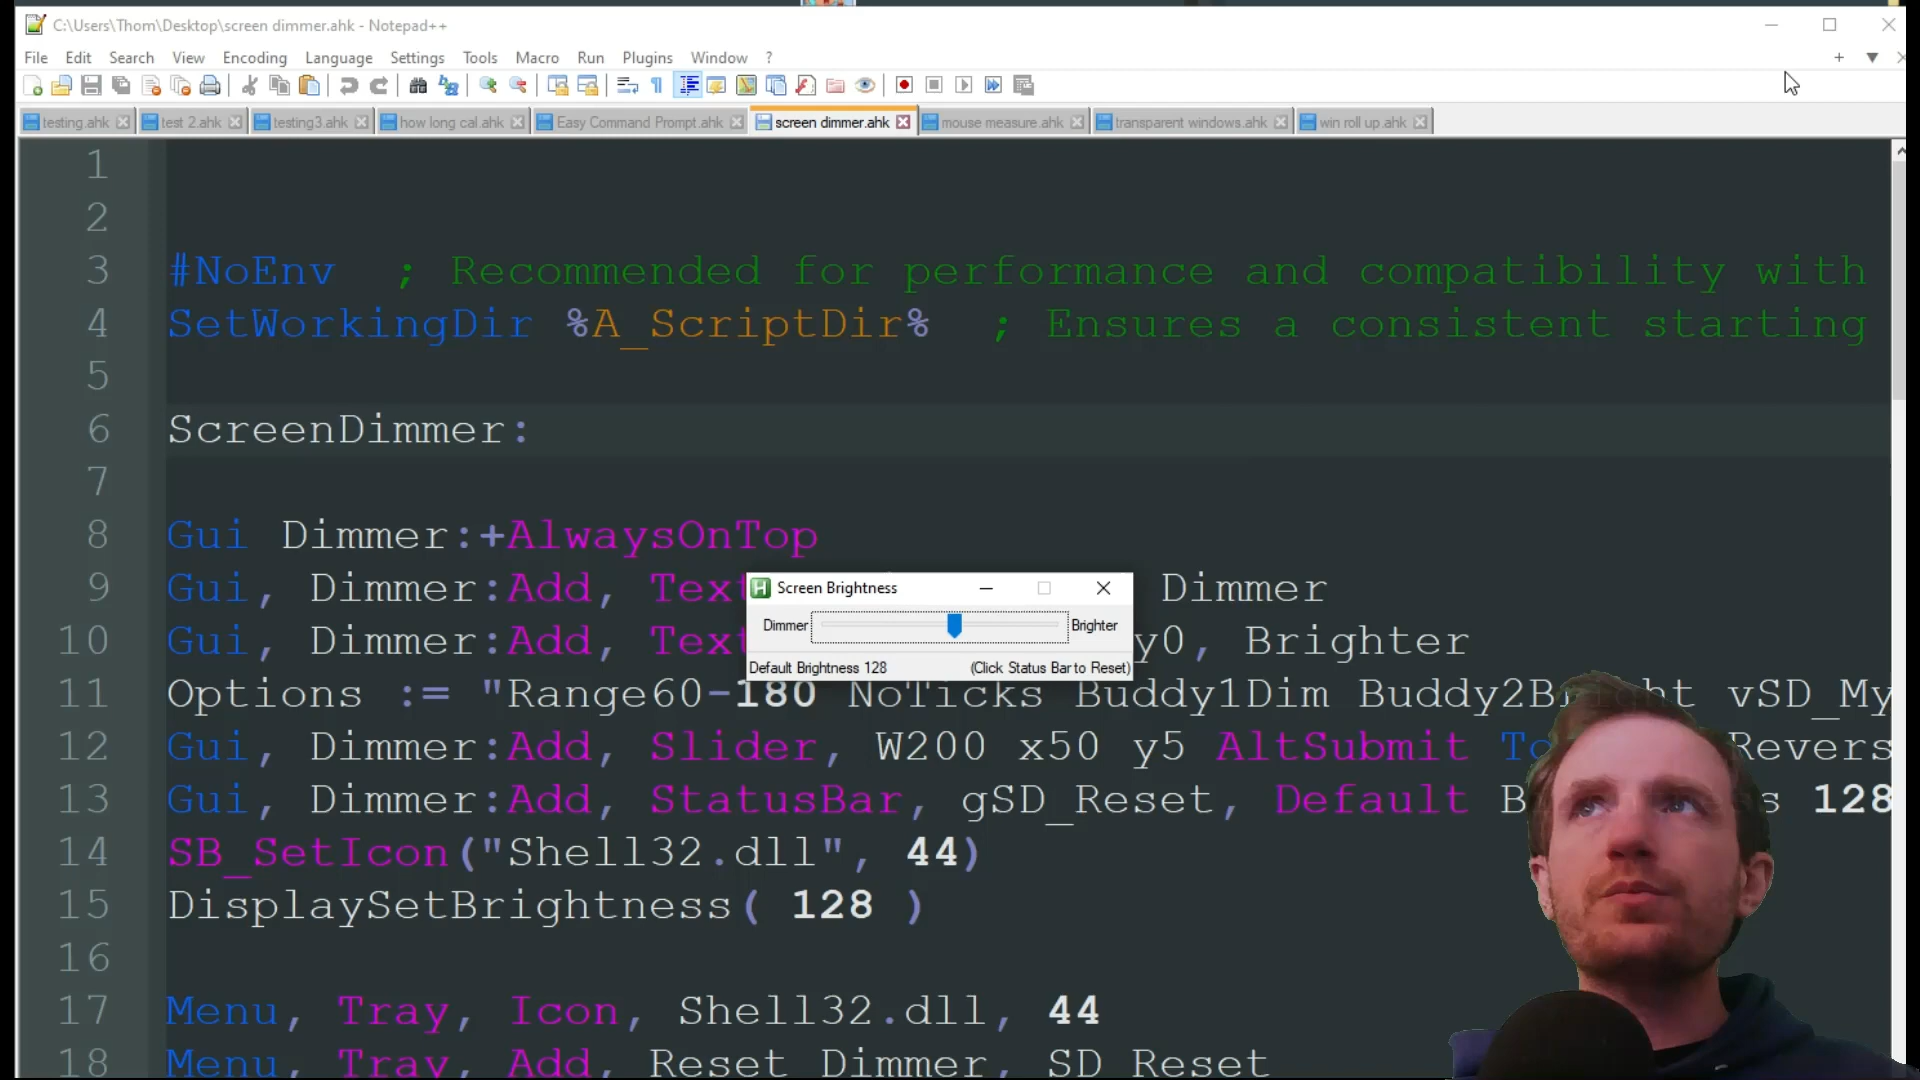 C:\Users\Thom\Desktop\screen dimmer.ahk - Notepad++
File Edit Search View Encoding Language Settings Tools Macro Run Plugins Window ?
testing.ahk test 2.ahk testing3.ahk how long cal.ahk Easy Command Prompt.ahk screen dimmer.ahk mouse measure.ahk transparent windows.ahk win roll up.ahk
1
2
3 #NoEnv ; Recommended for performance and compatibility with
4 SetWorkingDir %A_ScriptDir% ; Ensures a consistent starting
5
6 ScreenDimmer:
7
8 Gui Dimmer:+AlwaysOnTop
9 Gui, Dimmer:Add, Text Dimmer
10 Gui, Dimmer:Add, Tex y0, Brighter
11 Options := "Range60-180 NoTicks Buddy1Dim Buddy2Bright vSD_My
12 Gui, Dimmer:Add, Slider, W200 x50 y5 AltSubmit To Revers
13 Gui, Dimmer:Add, StatusBar, gSD_Reset, Default B s 128
14 SB_SetIcon("Shell32.dll", 44)
15 DisplaySetBrightness( 128 )
16
17 Menu, Tray, Icon, Shell32.dll, 44
18 Menu, Tray, Add, Reset Dimmer, SD_Reset
Screen Brightness
Dimmer Brighter
Default Brightness 128 (Click Status Bar to Reset)